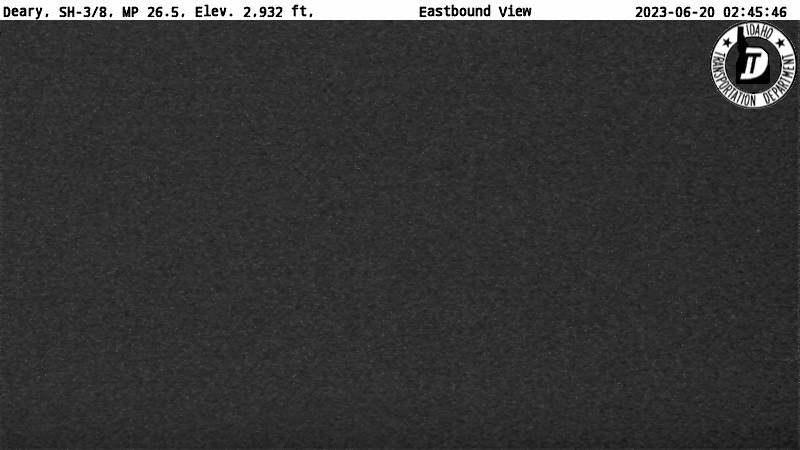 Deary, SH-3/8, MP 26.5, Elev. 2,932 ft, Eastbound View 2023-06-20 02:45:46
IDAHO
TRANSPORTATION DEPARTMENT